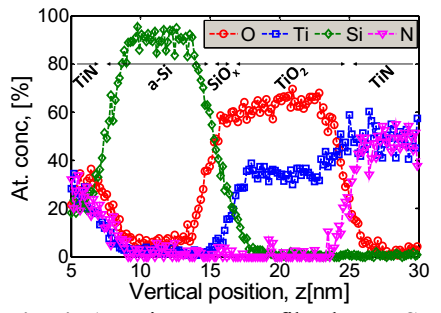 O Ti Si N
TiN a-Si SiOx TiO2 TiN
100
80
60
40
20
0
At. conc, [%]
5 10 15 20 25 30
Vertical position, z[nm]